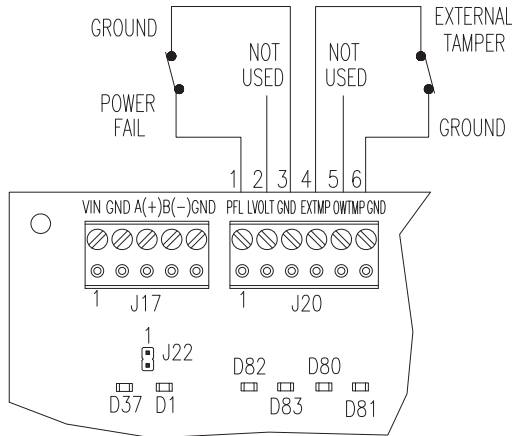 GROUND
EXTERNAL
TAMPER
NOT
USED
NOT
USED
POWER
FAIL
GROUND
1 2 3 4 5 6
VIN GND A(+) B(-) GND
PFL LVOLT GND EXTMP OWTMP GND
1
J17
1
J20
1
J22
D37 D1
D82
D83
D80
D81